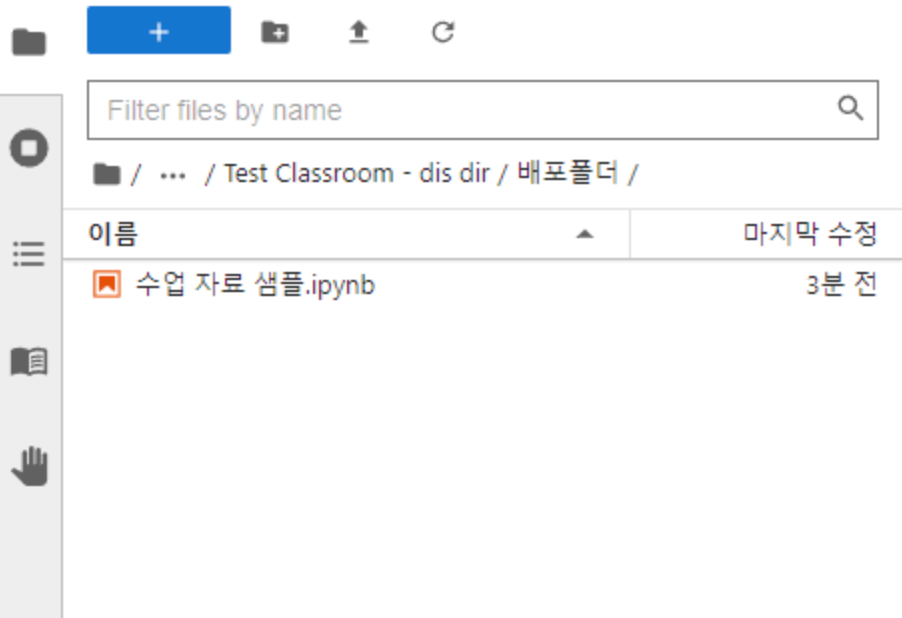 Filter files by name
/ ··· / Test Classroom - dis dir / 배포폴더 /
이름 마지막 수정
수업 자료 샘플.ipynb 3분 전